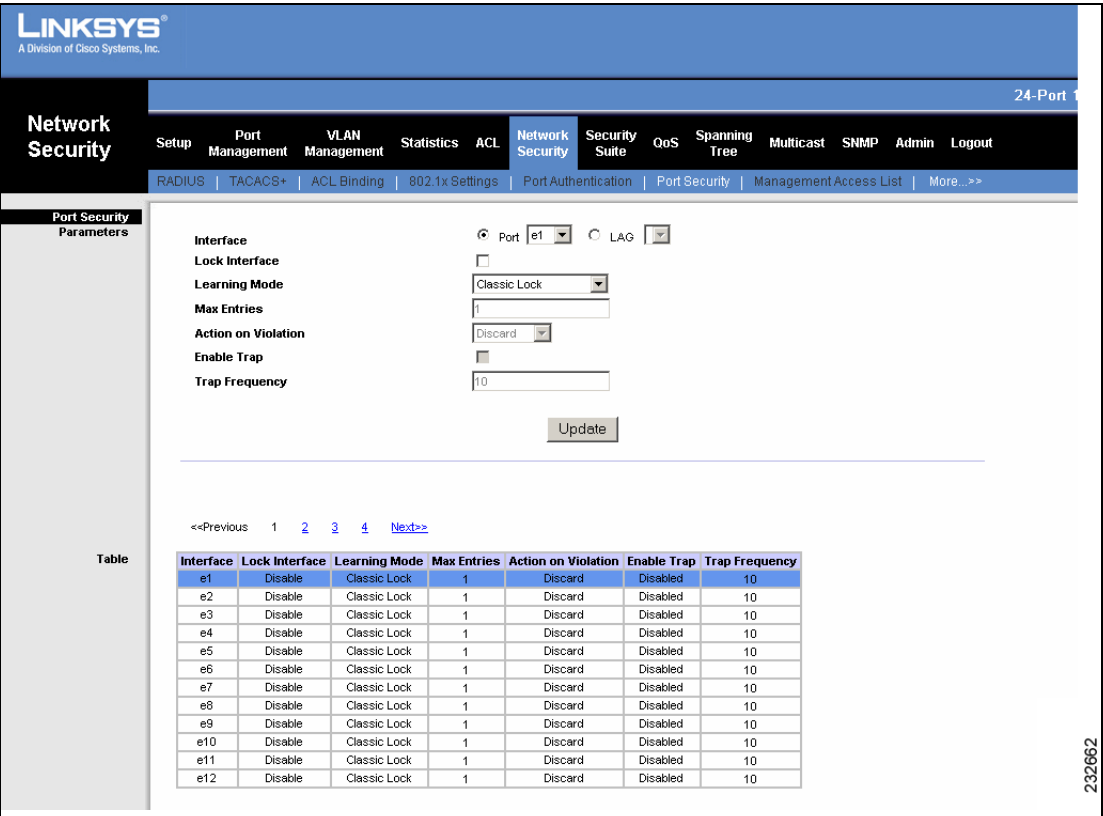 LINKSYS®
A Division of Cisco Systems, Inc.
24-Port 1
Network Security
Setup Port Management VLAN Management Statistics ACL Network Security Security Suite QoS Spanning Tree Multicast SNMP Admin Logout
RADIUS | TACACS+ | ACL Binding | 802.1x Settings | Port Authentication | Port Security | Management Access List | More...>>
Port Security
Parameters
Interface Port e1 LAG
Lock Interface
Learning Mode Classic Lock
Max Entries 1
Action on Violation Discard
Enable Trap
Trap Frequency 10
Update
<<Previous 1 2 3 4 Next>>
Table
Interface Lock Interface Learning Mode Max Entries Action on Violation Enable Trap Trap Frequency
e1 Disable Classic Lock 1 Discard Disabled 10
e2 Disable Classic Lock 1 Discard Disabled 10
e3 Disable Classic Lock 1 Discard Disabled 10
e4 Disable Classic Lock 1 Discard Disabled 10
e5 Disable Classic Lock 1 Discard Disabled 10
e6 Disable Classic Lock 1 Discard Disabled 10
e7 Disable Classic Lock 1 Discard Disabled 10
e8 Disable Classic Lock 1 Discard Disabled 10
e9 Disable Classic Lock 1 Discard Disabled 10
e10 Disable Classic Lock 1 Discard Disabled 10
e11 Disable Classic Lock 1 Discard Disabled 10
e12 Disable Classic Lock 1 Discard Disabled 10
232662